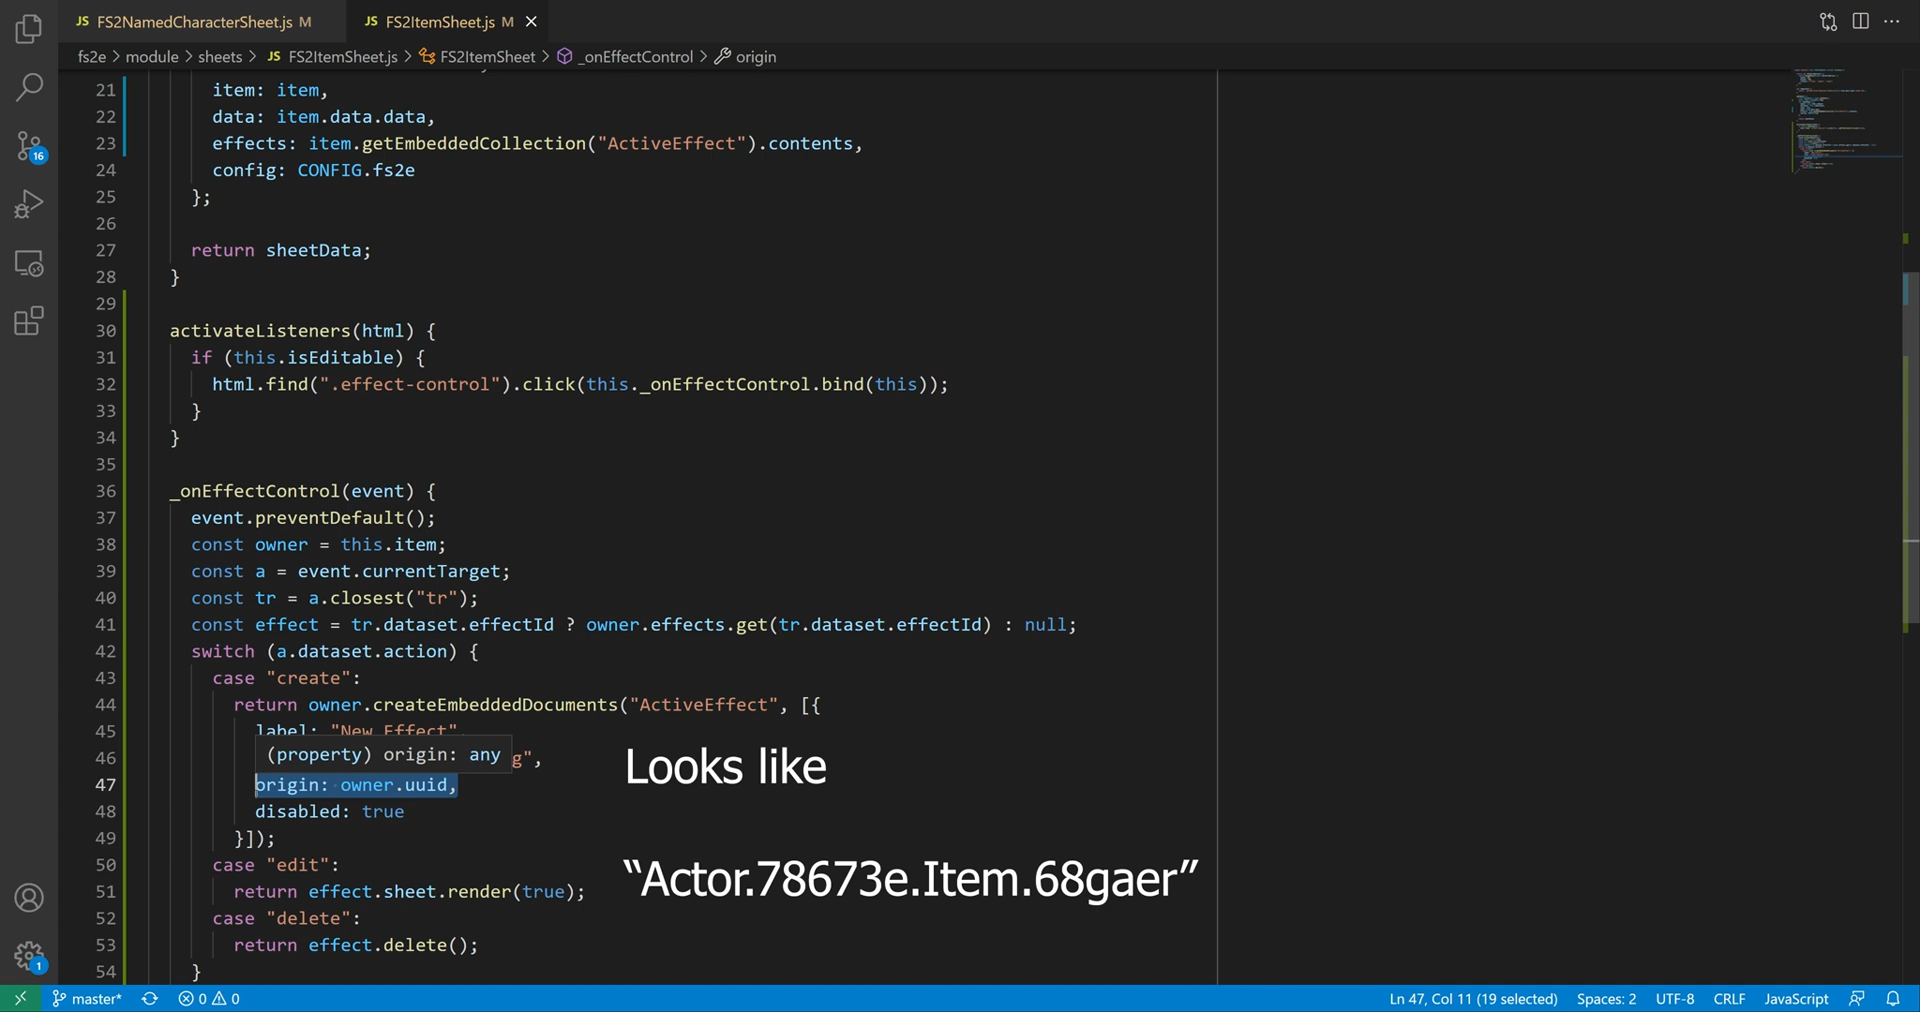 JS FS2NamedCharacterSheet.js M
JS FS2ItemSheet.js M
fs2e > module > sheets > JS FS2ItemSheet.js > FS2ItemSheet > _onEffectControl > origin
21 item: item,
22 data: item.data.data,
23 effects: item.getEmbeddedCollection("ActiveEffect").contents,
24 config: CONFIG.fs2e
25 };
26
27 return sheetData;
28 }
29
30 activateListeners(html) {
31 if (this.isEditable) {
32 html.find(".effect-control").click(this._onEffectControl.bind(this));
33 }
34 }
35
36 _onEffectControl(event) {
37 event.preventDefault();
38 const owner = this.item;
39 const a = event.currentTarget;
40 const tr = a.closest("tr");
41 const effect = tr.dataset.effectId ? owner.effects.get(tr.dataset.effectId) : null;
42 switch (a.dataset.action) {
43 case "create":
44 return owner.createEmbeddedDocuments("ActiveEffect", [{
45 label: "New Effect"
(property) origin: any
46 g",
47 origin: owner.uuid,
48 disabled: true
49 }]);
50 case "edit":
51 return effect.sheet.render(true);
52 case "delete":
53 return effect.delete();
54 }
Looks like
“Actor.78673e.Item.68gaer”
16
1
master* 0 0 Ln 47, Col 11 (19 selected) Spaces: 2 UTF-8 CRLF JavaScript